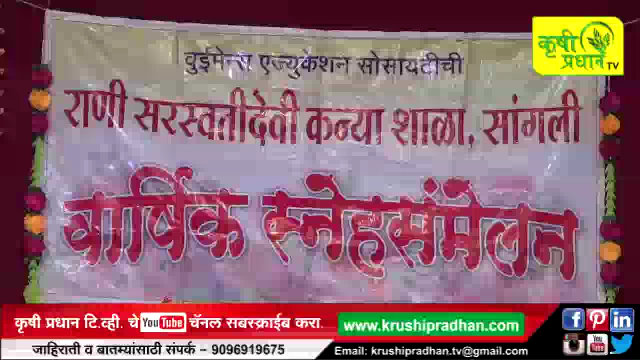 कृषी
प्रधान TV
वुईमेन्स एज्युकेशन सोसायटीची
राणी सरस्वतीदेवी कन्या शाळा, सांगली
वार्षिक स्नेहसंमेलन
कृषी प्रधान टि.व्ही. चे YouTube चॅनल सबस्क्राईब करा.
www.krushipradhan.com
जाहिराती व बातम्यांसाठी संपर्क - 9096919675
Email: krushipradhan.tv@gmail.com